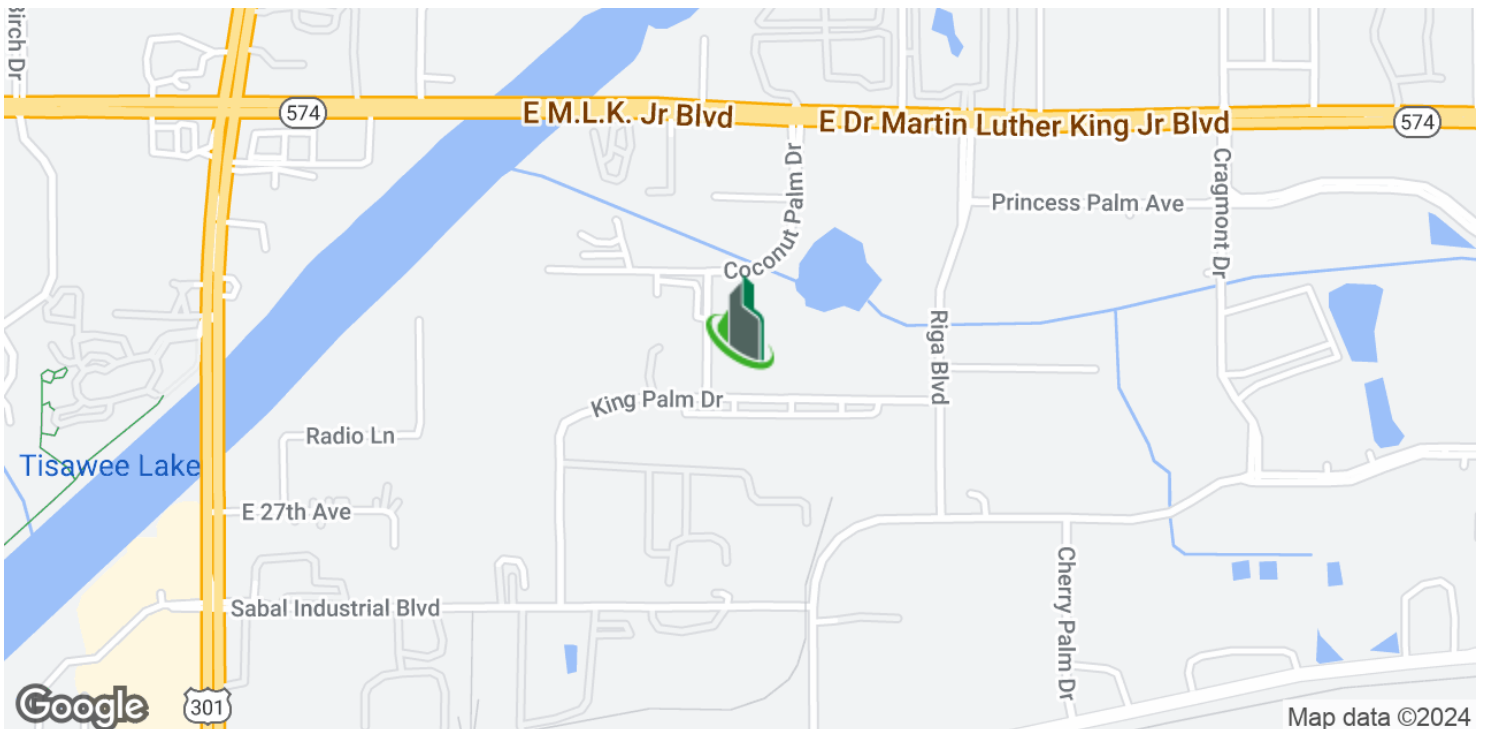 Birch Dr
574
E M.L.K. Jr Blvd
E Dr Martin Luther King Jr Blvd
574
Coconut Palm Dr
Cragmont Dr
Princess Palm Ave
Riga Blvd
King Palm Dr
Radio Ln
Tisawee Lake
E 27th Ave
Cherry Palm Dr
Sabal Industrial Blvd
Google
301
Map data ©2024